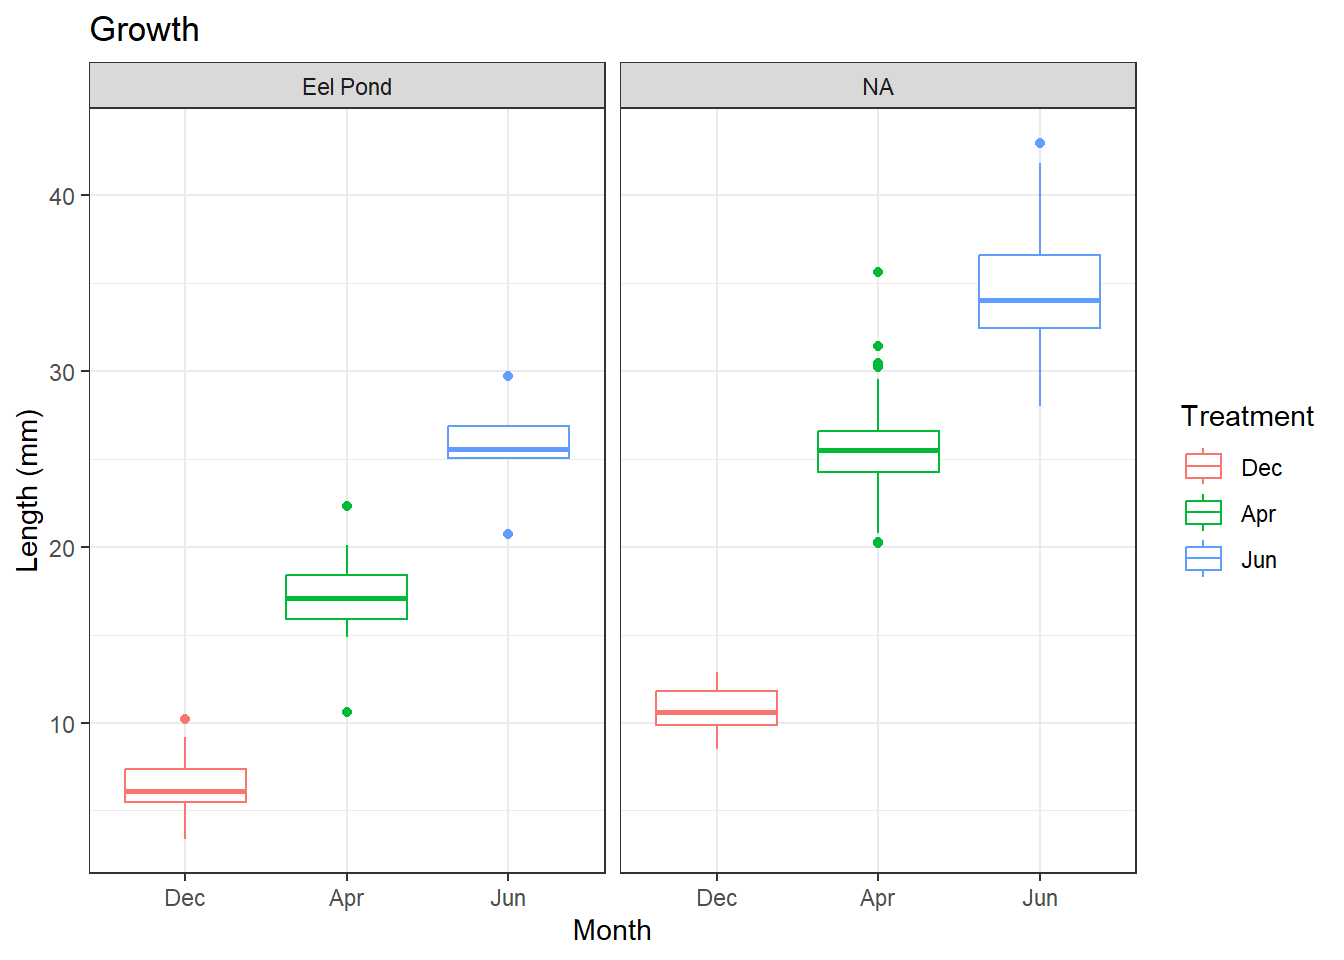 Growth
Eel Pond
NA
Length (mm)
40
30
20
10
Dec
Apr
Jun
Dec
Apr
Jun
Month
Treatment
Dec
Apr
Jun